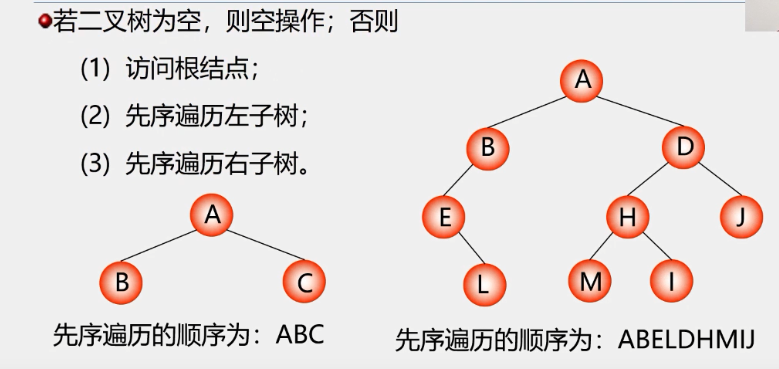 若二叉树为空，则空操作；否则
(1) 访问根结点；
(2) 先序遍历左子树；
(3) 先序遍历右子树。
A
B
C
先序遍历的顺序为：ABC
A
B
D
E
H
J
L
M
I
先序遍历的顺序为：ABELDHMIJ